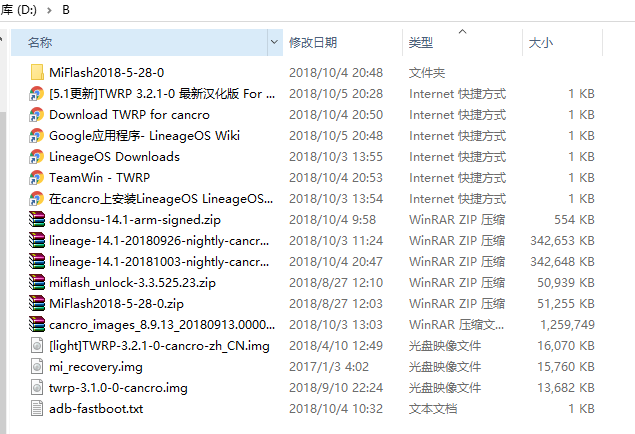 库 (D:) > B
名称 修改日期 类型 大小
MiFlash2018-5-28-0 2018/10/4 20:48 文件夹
[5.1更新]TWRP 3.2.1-0 最新汉化版 For ... 2018/10/5 20:28 Internet 快捷方式 1 KB
Download TWRP for cancro 2018/10/4 20:50 Internet 快捷方式 1 KB
Google应用程序- LineageOS Wiki 2018/10/5 20:48 Internet 快捷方式 1 KB
LineageOS Downloads 2018/10/3 13:55 Internet 快捷方式 1 KB
TeamWin - TWRP 2018/10/4 20:53 Internet 快捷方式 1 KB
在cancro上安装LineageOS LineageOS... 2018/10/3 13:54 Internet 快捷方式 1 KB
addonsu-14.1-arm-signed.zip 2018/10/4 9:58 WinRAR ZIP 压缩 554 KB
lineage-14.1-20180926-nightly-cancr... 2018/10/3 11:24 WinRAR ZIP 压缩 342,653 KB
lineage-14.1-20181003-nightly-cancr... 2018/10/4 20:47 WinRAR ZIP 压缩 342,648 KB
miflash_unlock-3.3.525.23.zip 2018/8/27 12:10 WinRAR ZIP 压缩 50,939 KB
MiFlash2018-5-28-0.zip 2018/8/27 12:03 WinRAR ZIP 压缩 51,255 KB
cancro_images_8.9.13_20180913.0000... 2018/10/3 13:03 WinRAR 压缩文... 1,259,749
[light]TWRP-3.2.1-0-cancro-zh_CN.img 2018/4/10 12:49 光盘映像文件 16,070 KB
mi_recovery.img 2017/1/3 4:02 光盘映像文件 15,760 KB
twrp-3.1.0-0-cancro.img 2018/9/10 22:24 光盘映像文件 13,682 KB
adb-fastboot.txt 2018/10/4 10:32 文本文档 1 KB